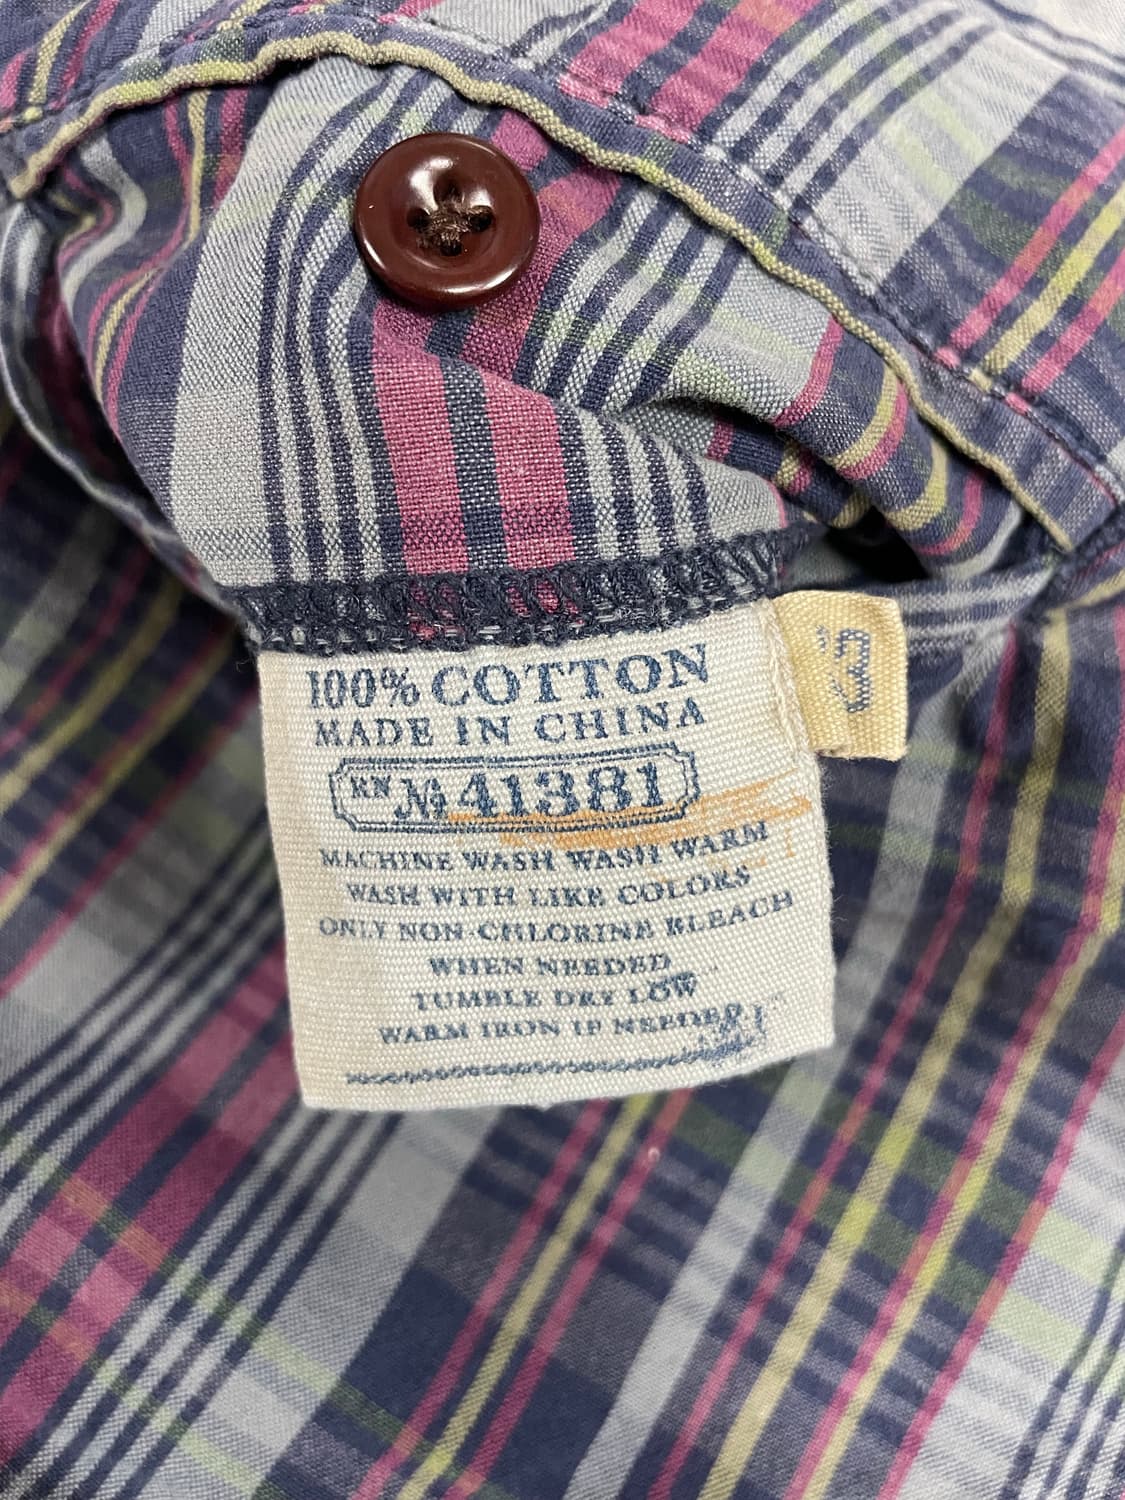 100% COTTON
MADE IN CHINA
RN № 41381
MACHINE WASH WASH WARM
WASH WITH LIKE COLORS
ONLY NON-CHLORINE BLEACH
WHEN NEEDED
TUMBLE DRY LOW
WARM IRON IF NEEDED